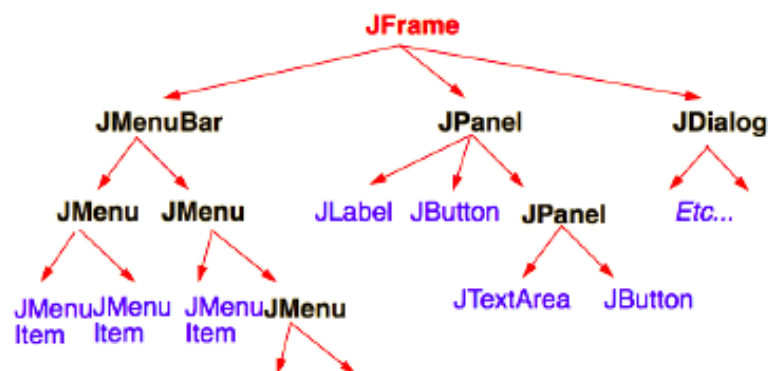 JFrame
JMenuBar JPanel JDialog
JMenu JMenu JLabel JButton JPanel Etc...
JMenu JMenu JMenu JMenu JTextArea JButton
Item Item Item